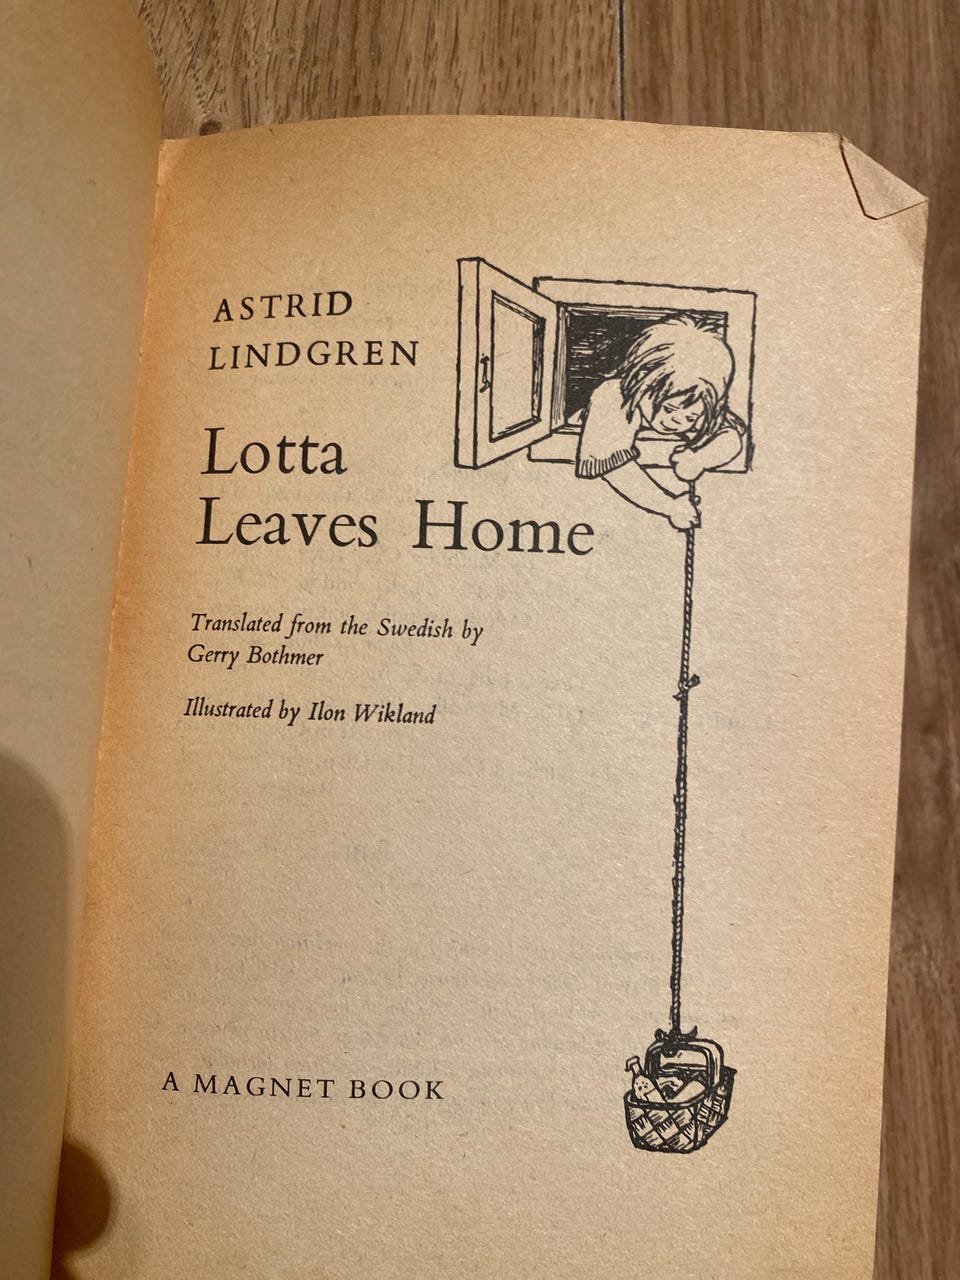 ASTRID
LINDGREN
Lotta
Leaves Home
Translated from the Swedish by
Gerry Bothmer
Illustrated by Ilon Wikland
A MAGNET BOOK